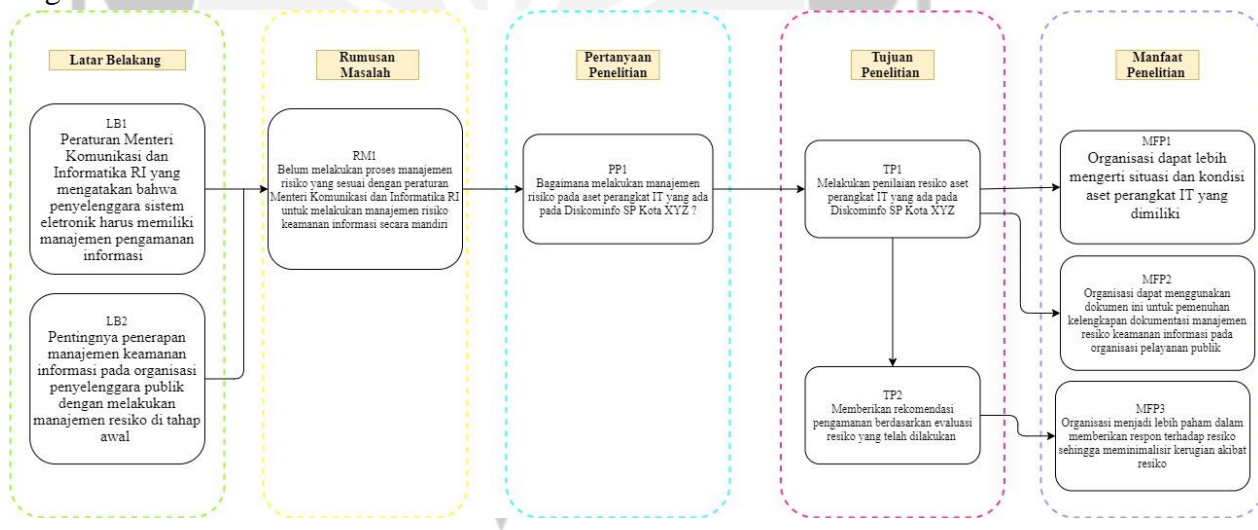 Latar Belakang
LB1
Peraturan Menteri
Komunikasi dan
Informatika RI yang
mengatakan bahwa
penyelenggara sistem
eletronik harus memiliki
manajemen pengamanan
informasi
LB2
Pentingnya penerapan
manajemen keamanan
informasi pada organisasi
penyelenggara publik
dengan melakukan
manajemen resiko di tahap
awal
Rumusan
Masalah
RM1
Belum melakukan proses manajemen
risiko yang sesuai dengan peraturan
Menteri Komunikasi dan Informatika RI
untuk melakukan manajemen risiko
keamanan informasi secara mandiri
Pertanyaan
Penelitian
PP1
Bagaimana melakukan manajemen
risiko pada aset perangkat IT yang ada
pada Diskominfo SP Kota XYZ ?
Tujuan
Penelitian
TP1
Melakukan penilaian resiko aset
perangkat IT yang ada pada
Diskominfo SP Kota XYZ
TP2
Memberikan rekomendasi
pengamanan berdasarkan evaluasi
resiko yang telah dilakukan
Manfaat
Penelitian
MFP1
Organisasi dapat lebih
mengerti situasi dan kondisi
aset perangkat IT yang
dimiliki
MFP2
Organisasi dapat menggunakan
dokumen ini untuk pemenuhan
kelengkapan dokumentasi manajemen
resiko keamanan informasi pada
organisasi pelayanan publik
MFP3
Organisasi menjadi lebih paham dalam
memberikan respon terhadap resiko
sehingga meminimalisir kerugian akibat
resiko